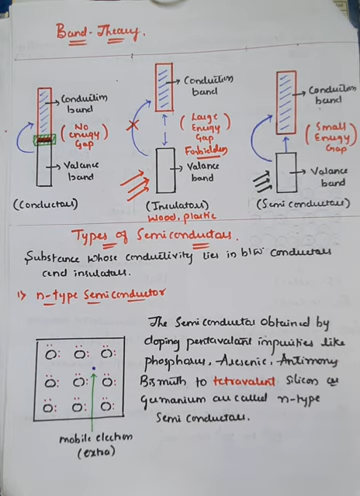 Band-Theory.
Conduction band
(No energy Gap)
Valance band
(Conductors)
Conduction band
(Large Energy Gap Forbidden)
Valance band
(Insulators)
Wood, plastic
Conduction band
(Small Energy Gap)
Valance band
(Semi conductors)
Types of Semiconductors.
Substance whose conductivity lies in b/w conductors
and insulators.
1) n-type Semiconductor
The Semiconductor obtained by
doping pentavalent impurities like
phosphorus, Arsenic, Antimony
Bismuth to tetravalent silicon or
Germanium are called n-type
Semi conductors.
mobile electron
(extra)